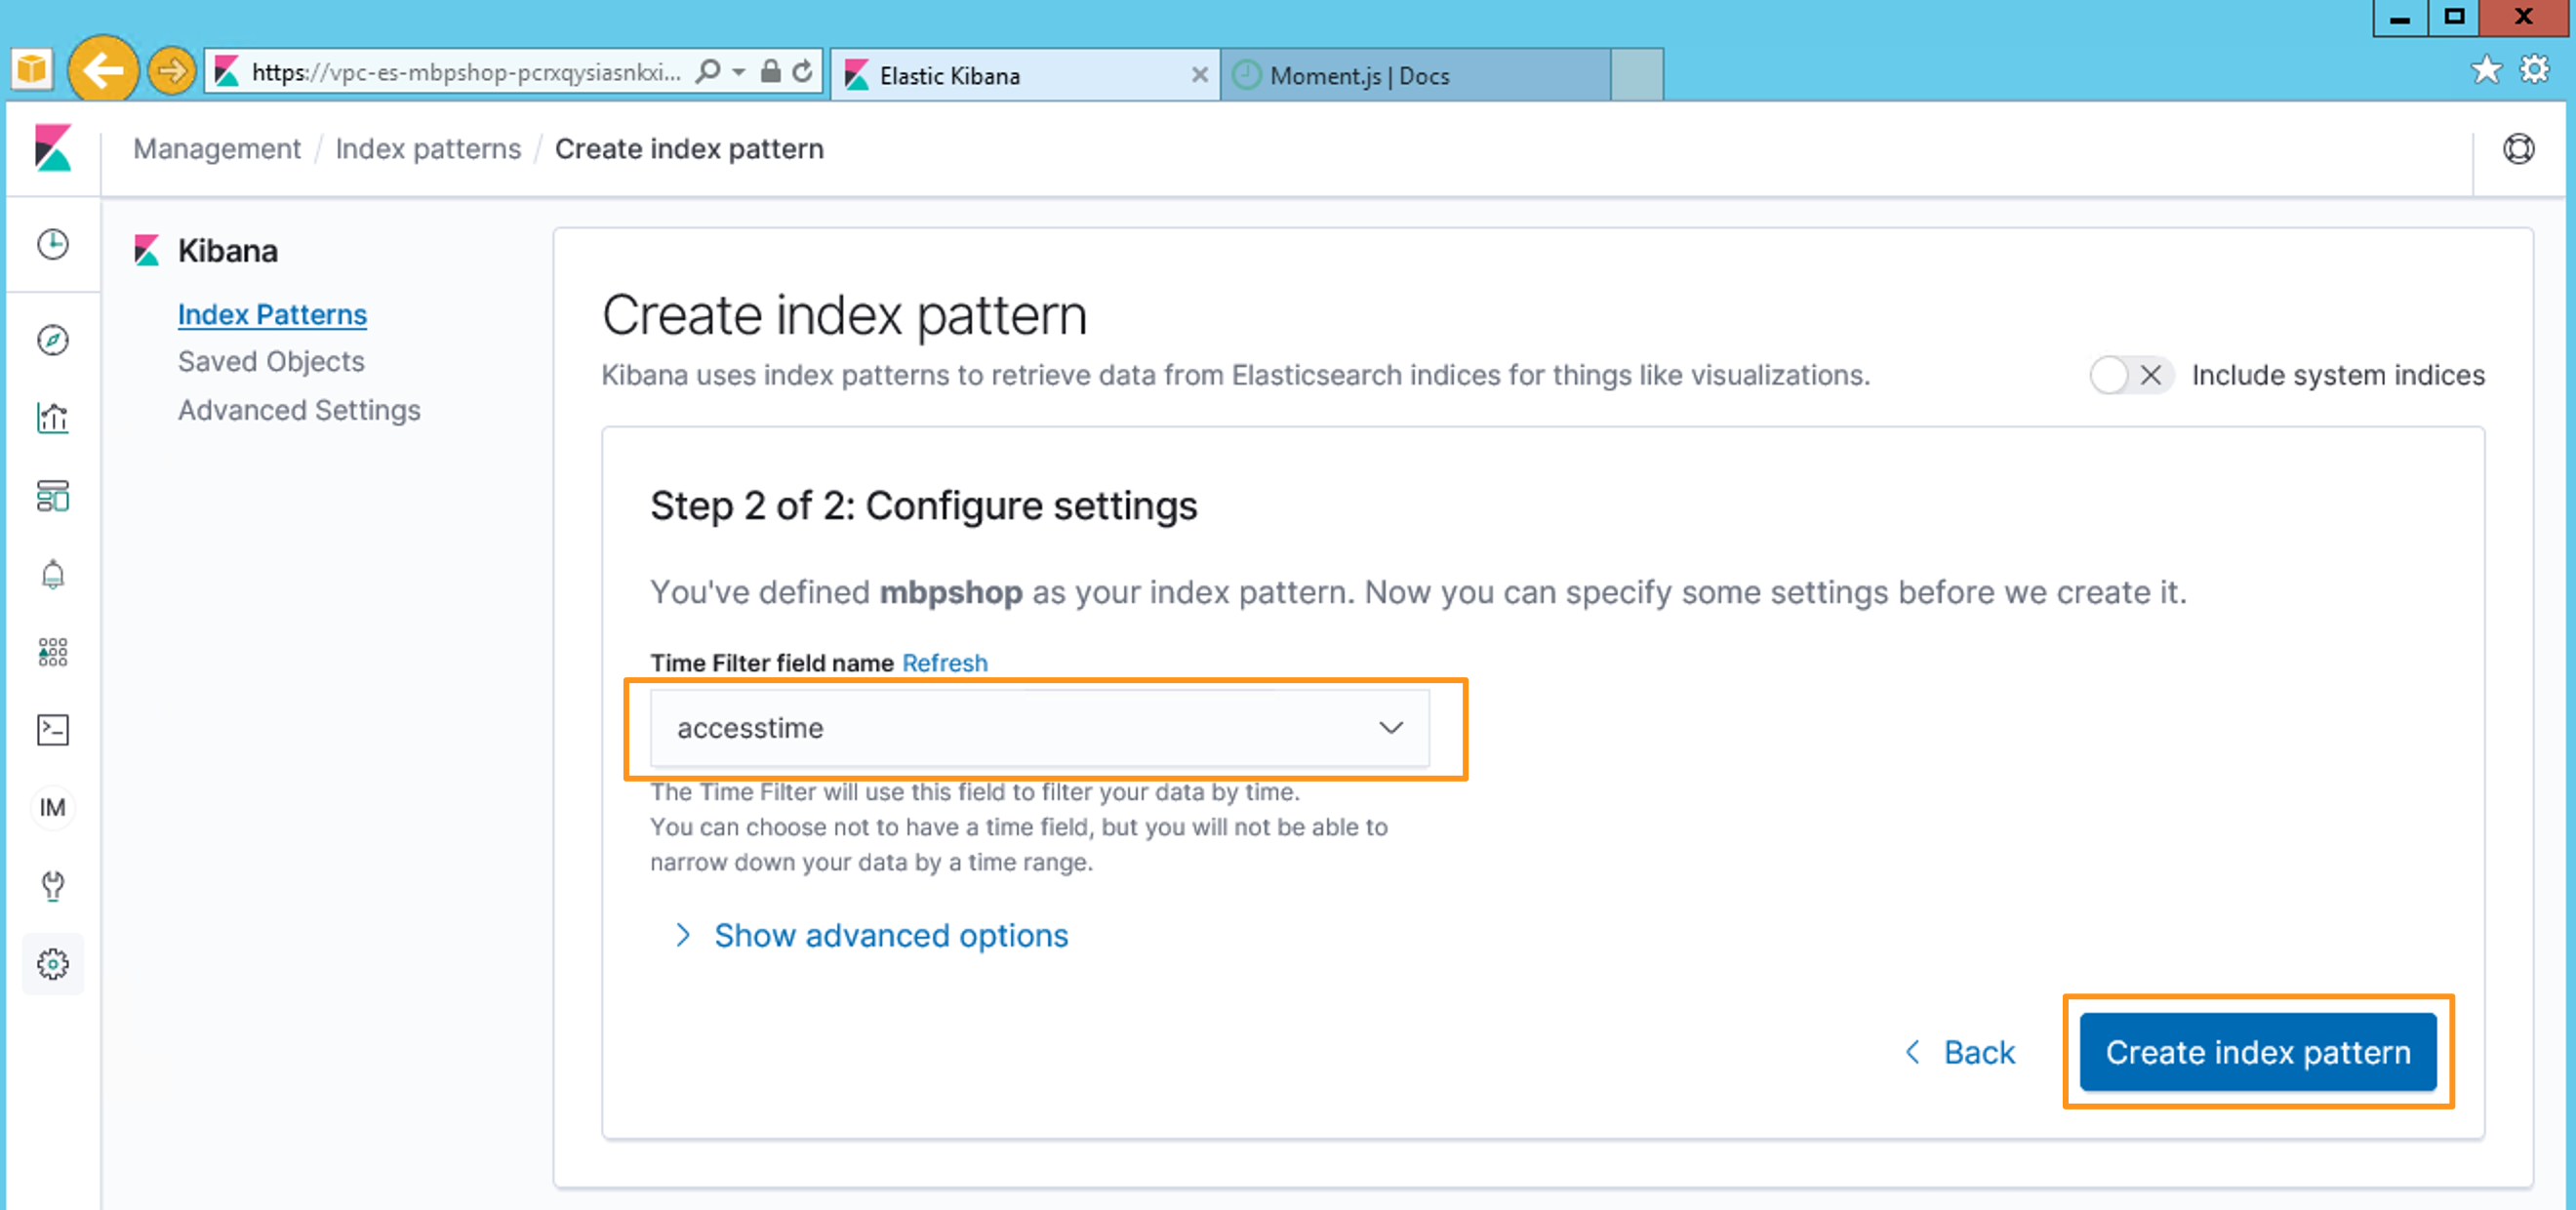 https://vpc-es-mbpshop-pcrxqysiasnkxi...
Elastic Kibana
Moment.js | Docs
Management / Index patterns / Create index pattern
Kibana
Index Patterns
Saved Objects
Advanced Settings
IM
Create index pattern
Kibana uses index patterns to retrieve data from Elasticsearch indices for things like visualizations.
Include system indices
Step 2 of 2: Configure settings
You've defined mbpshop as your index pattern. Now you can specify some settings before we create it.
Time Filter field name Refresh
accesstime
The Time Filter will use this field to filter your data by time.
You can choose not to have a time field, but you will not be able to
narrow down your data by a time range.
Show advanced options
Back
Create index pattern